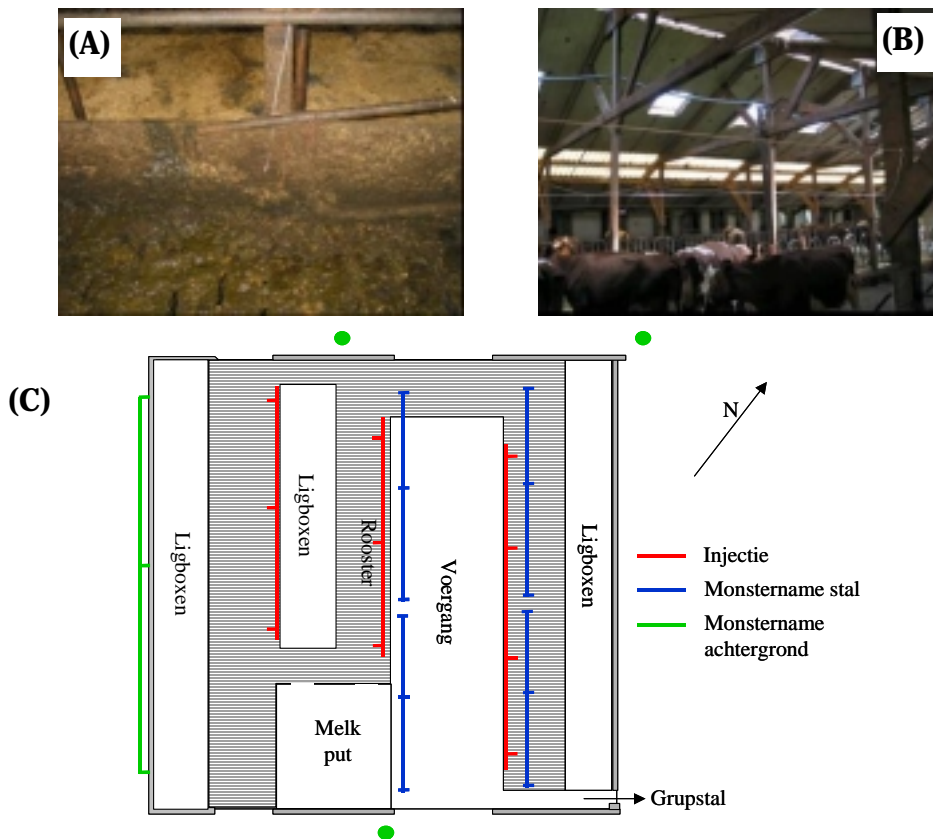 (A)
(B)
(C)
N
Ligboxen
Ligboxen
Rooster
Voergang
Ligboxen
Melk
put
Injectie
Monstername stal
Monstername
achtergrond
Grupstal